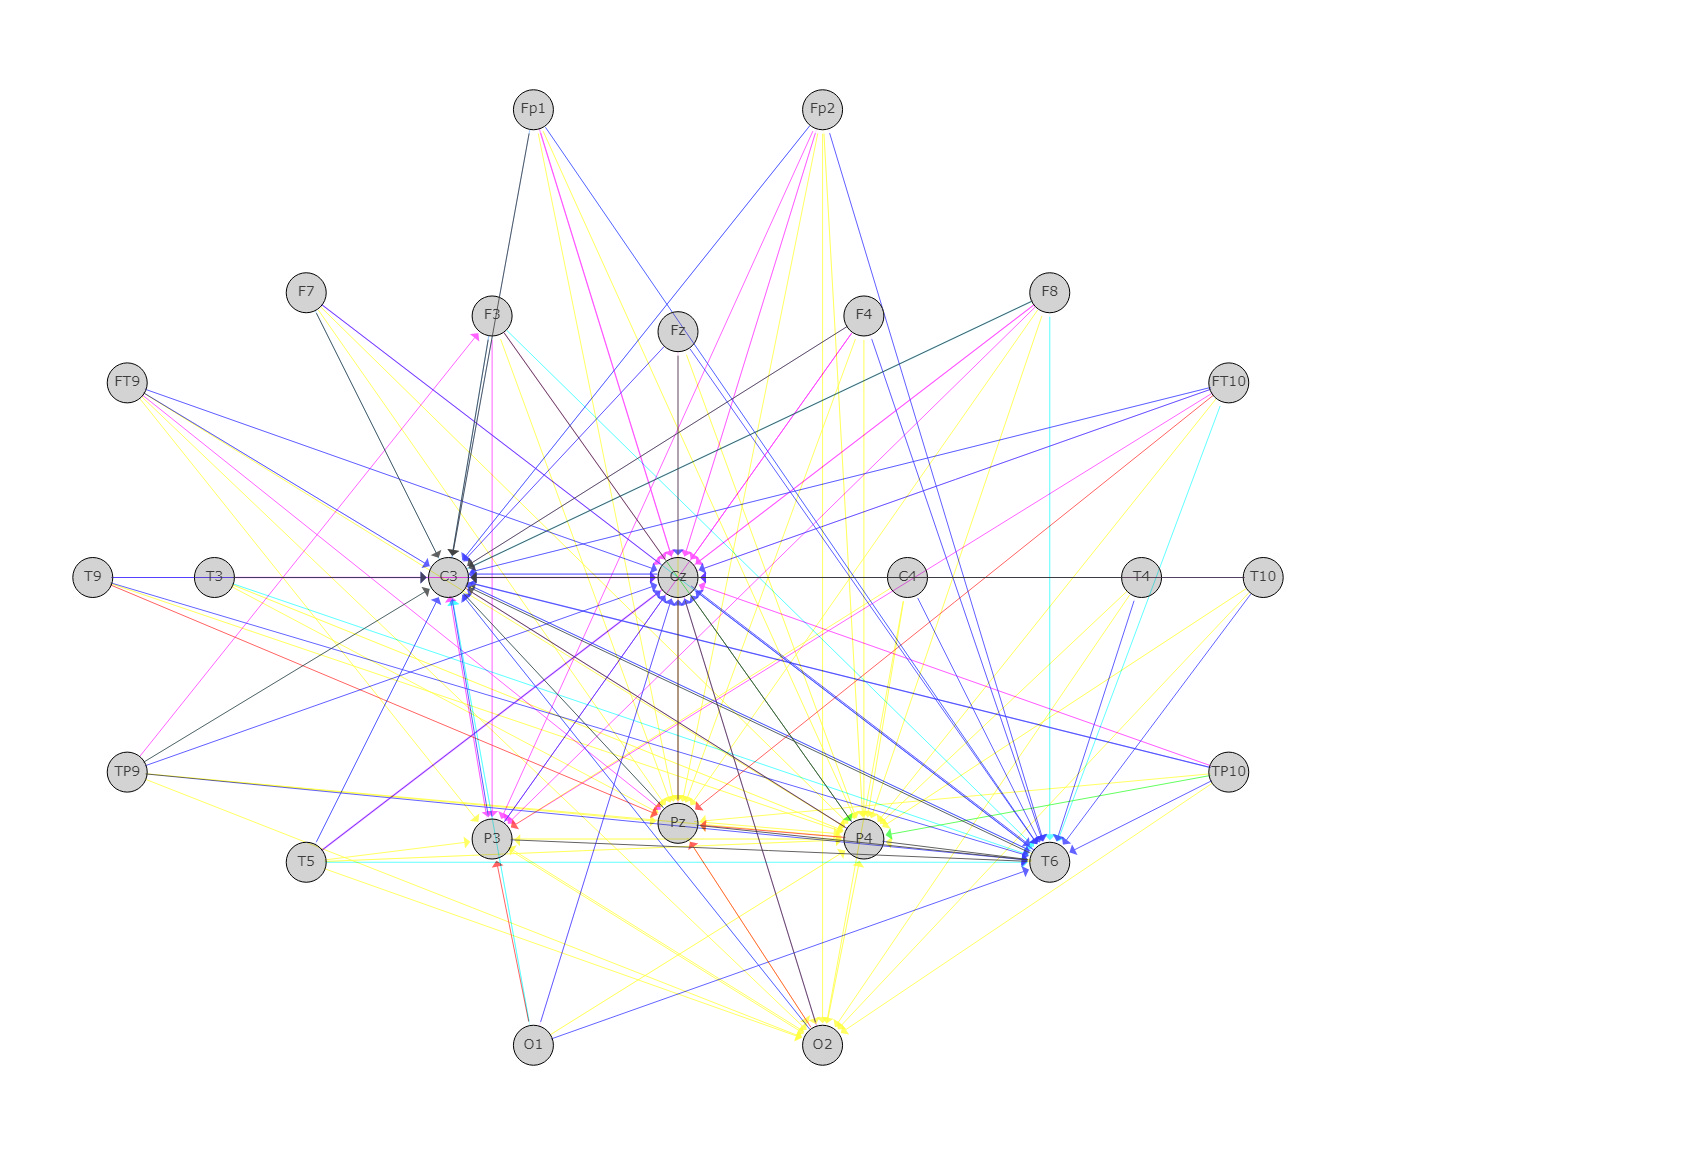 Fp1 Fp2
F7 F3 Fz F4 F8
FT9 FT10
T9 T3 C3 Cz C4 T4 T10
TP9 TP10
T5 P3 Pz P4 T6
O1 O2